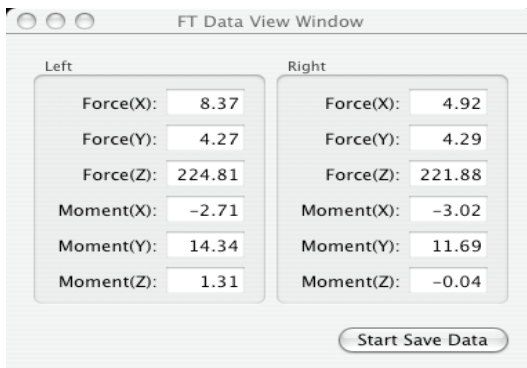 FT Data View Window
Left
Force(X): 8.37
Force(Y): 4.27
Force(Z): 224.81
Moment(X): -2.71
Moment(Y): 14.34
Moment(Z): 1.31
Right
Force(X): 4.92
Force(Y): 4.29
Force(Z): 221.88
Moment(X): -3.02
Moment(Y): 11.69
Moment(Z): -0.04
Start Save Data